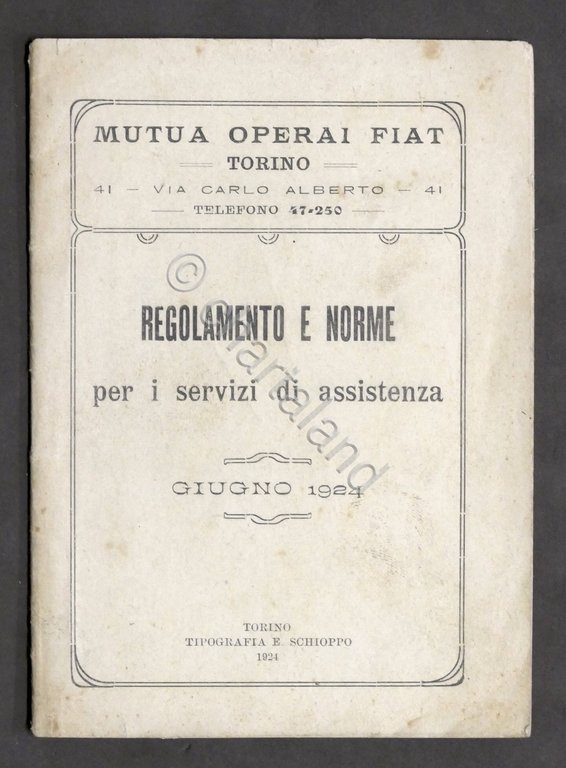 MUTUA OPERAI FIAT
TORINO
41 – VIA CARLO ALBERTO – 41
TELEFONO 47-250
REGOLAMENTO E NORME
per i servizi di assistenza
GIUGNO 1924
TORINO
TIPOGRAFIA E. SCHIOPPO
1924
© Chartaland